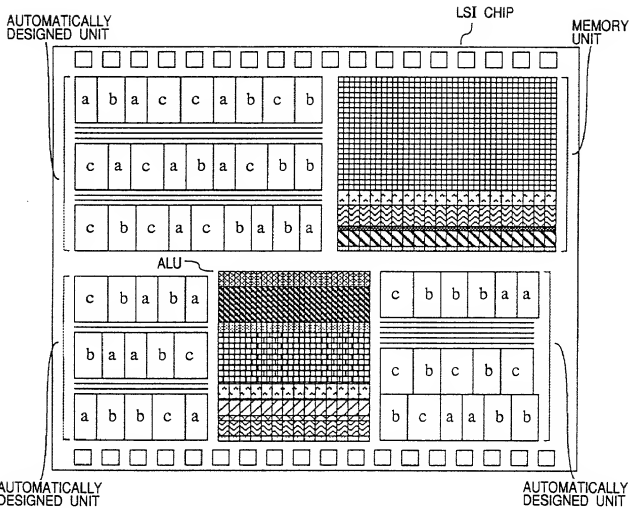 LSI CHIP
AUTOMATICALLY
DESIGNED UNIT
MEMORY
UNIT
a b a c c a b c b
c a c a b a c b b
c b c a c b a b a
ALU
c b a b a
c b b b b a a
b a a b c
c b c b c
a b b c a
b c a a b b
AUTOMATICALLY
DESIGNED UNIT
AUTOMATICALLY
DESIGNED UNIT